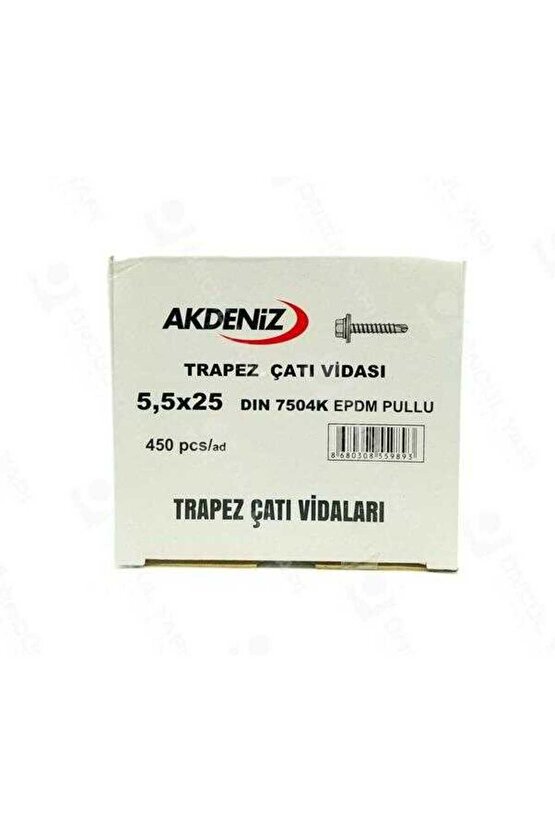 AKDENİZ
TRAPEZ ÇATI VİDASI
5,5x25 DIN 7504K EPDM PULLU
450 pcs/ad
8 680308 559893
TRAPEZ ÇATI VİDALARI